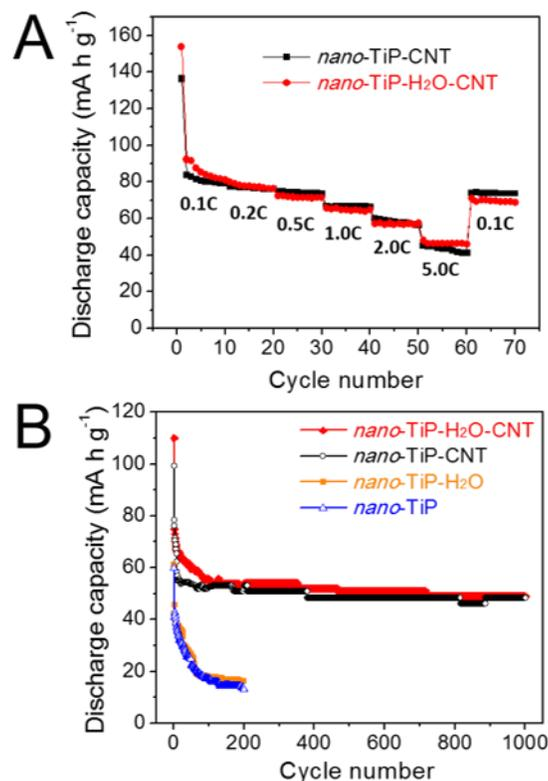 A
Discharge capacity (mA h g⁻¹)
160
140
120
100
80
60
40
20
0
nano-TiP-CNT
nano-TiP-H₂O-CNT
0.1C
0.2C
0.5C
1.0C
2.0C
5.0C
0.1C
0 10 20 30 40 50 60 70
Cycle number
B
Discharge capacity (mA h g⁻¹)
120
100
80
60
40
20
0
nano-TiP-H₂O-CNT
nano-TiP-CNT
nano-TiP-H₂O
nano-TiP
0 200 400 600 800 1000
Cycle number